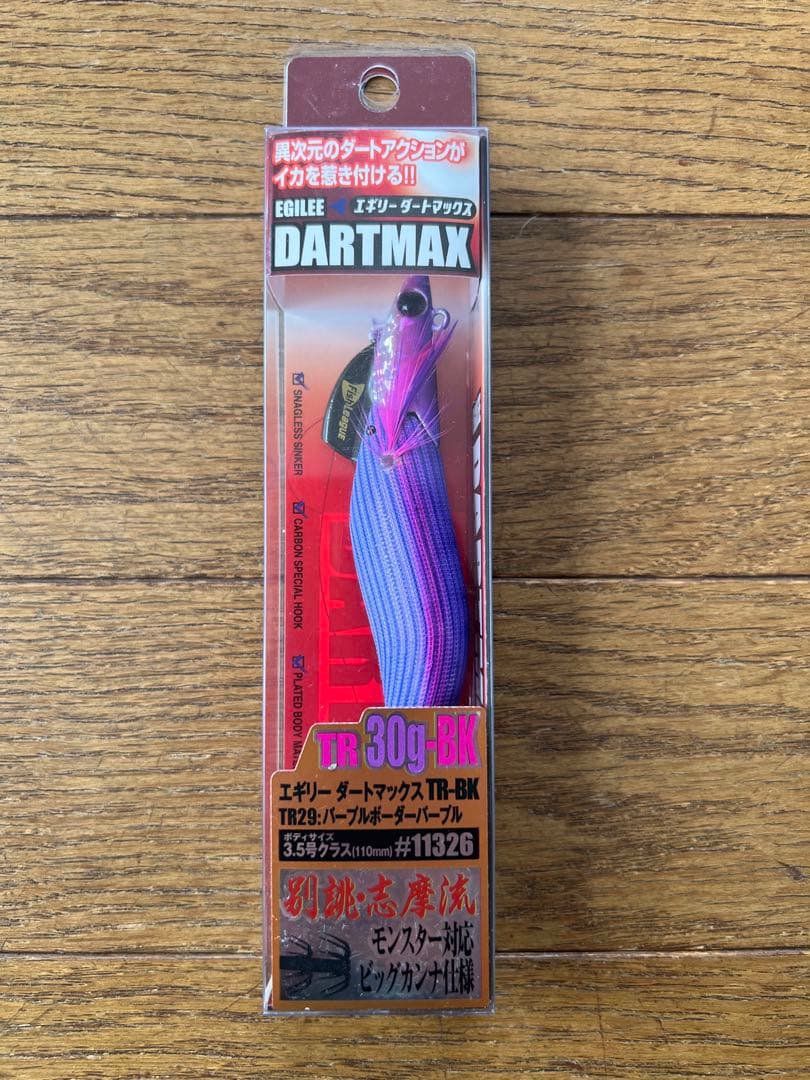 異次元のダートアクションが
イカを惹き付ける!!
EGILEE エギリーダートマックス
DARTMAX
Fish League
SNAGLESS SINKER
CARBON SPECIAL HOOK
PLATED BODY
TR 30g-BK
エギリー ダートマックス TR-BK
TR29:パープルボーダーパープル
ボディサイズ
3.5号クラス(110mm) #11326
別誂・志摩流
モンスター対応
ビッグカンナ仕様